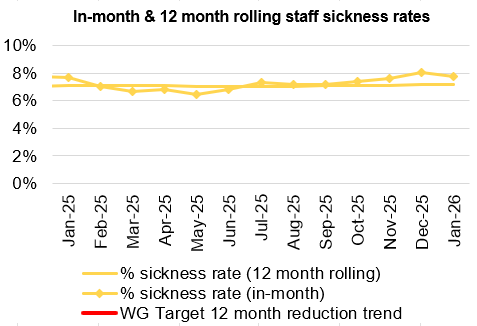 In-month & 12 month rolling staff sickness rates
10%
8%
6%
4%
2%
0%
Jan-25
Feb-25
Mar-25
Apr-25
May-25
Jun-25
Jul-25
Aug-25
Sep-25
Oct-25
Nov-25
Dec-25
Jan-26
% sickness rate (12 month rolling)
% sickness rate (in-month)
WG Target 12 month reduction trend